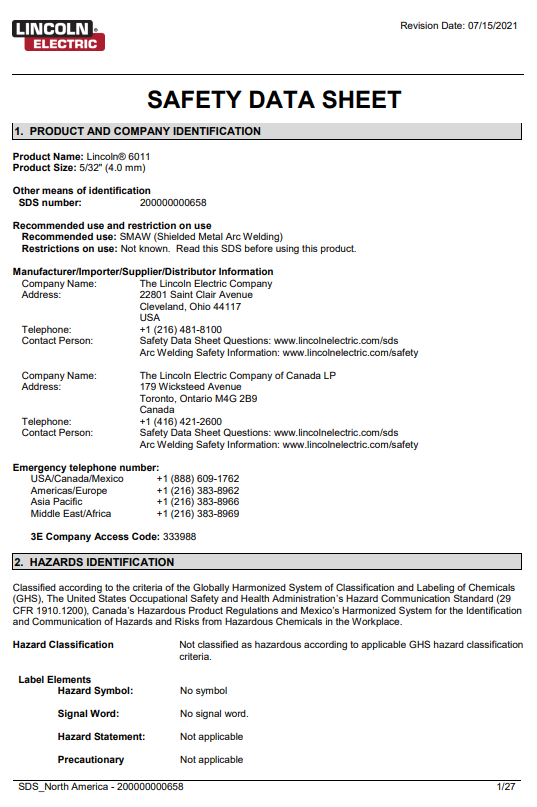 LINCOLN®
ELECTRIC
Revision Date: 07/15/2021
SAFETY DATA SHEET
1. PRODUCT AND COMPANY IDENTIFICATION
Product Name: Lincoln® 6011
Product Size: 5/32" (4.0 mm)
Other means of identification
SDS number: 200000000658
Recommended use and restriction on use
Recommended use: SMAW (Shielded Metal Arc Welding)
Restrictions on use: Not known. Read this SDS before using this product.
Manufacturer/Importer/Supplier/Distributor Information
Company Name: The Lincoln Electric Company
Address: 22801 Saint Clair Avenue
Cleveland, Ohio 44117
USA
Telephone: +1 (216) 481-8100
Contact Person: Safety Data Sheet Questions: www.lincolnelectric.com/sds
Arc Welding Safety Information: www.lincolnelectric.com/safety
Company Name: The Lincoln Electric Company of Canada LP
Address: 179 Wicksteed Avenue
Toronto, Ontario M4G 2B9
Canada
Telephone: +1 (416) 421-2600
Contact Person: Safety Data Sheet Questions: www.lincolnelectric.com/sds
Arc Welding Safety Information: www.lincolnelectric.com/safety
Emergency telephone number:
USA/Canada/Mexico +1 (888) 609-1762
Americas/Europe +1 (216) 383-8962
Asia Pacific +1 (216) 383-8966
Middle East/Africa +1 (216) 383-8969
3E Company Access Code: 333988
2. HAZARDS IDENTIFICATION
Classified according to the criteria of the Globally Harmonized System of Classification and Labeling of Chemicals
(GHS), The United States Occupational Safety and Health Administration's Hazard Communication Standard (29
CFR 1910.1200), Canada's Hazardous Product Regulations and Mexico's Harmonized System for the Identification
and Communication of Hazards and Risks from Hazardous Chemicals in the Workplace.
Hazard Classification Not classified as hazardous according to applicable GHS hazard classification
criteria.
Label Elements
Hazard Symbol: No symbol
Signal Word: No signal word.
Hazard Statement: Not applicable
Precautionary Not applicable
SDS_North America - 200000000658 1/27